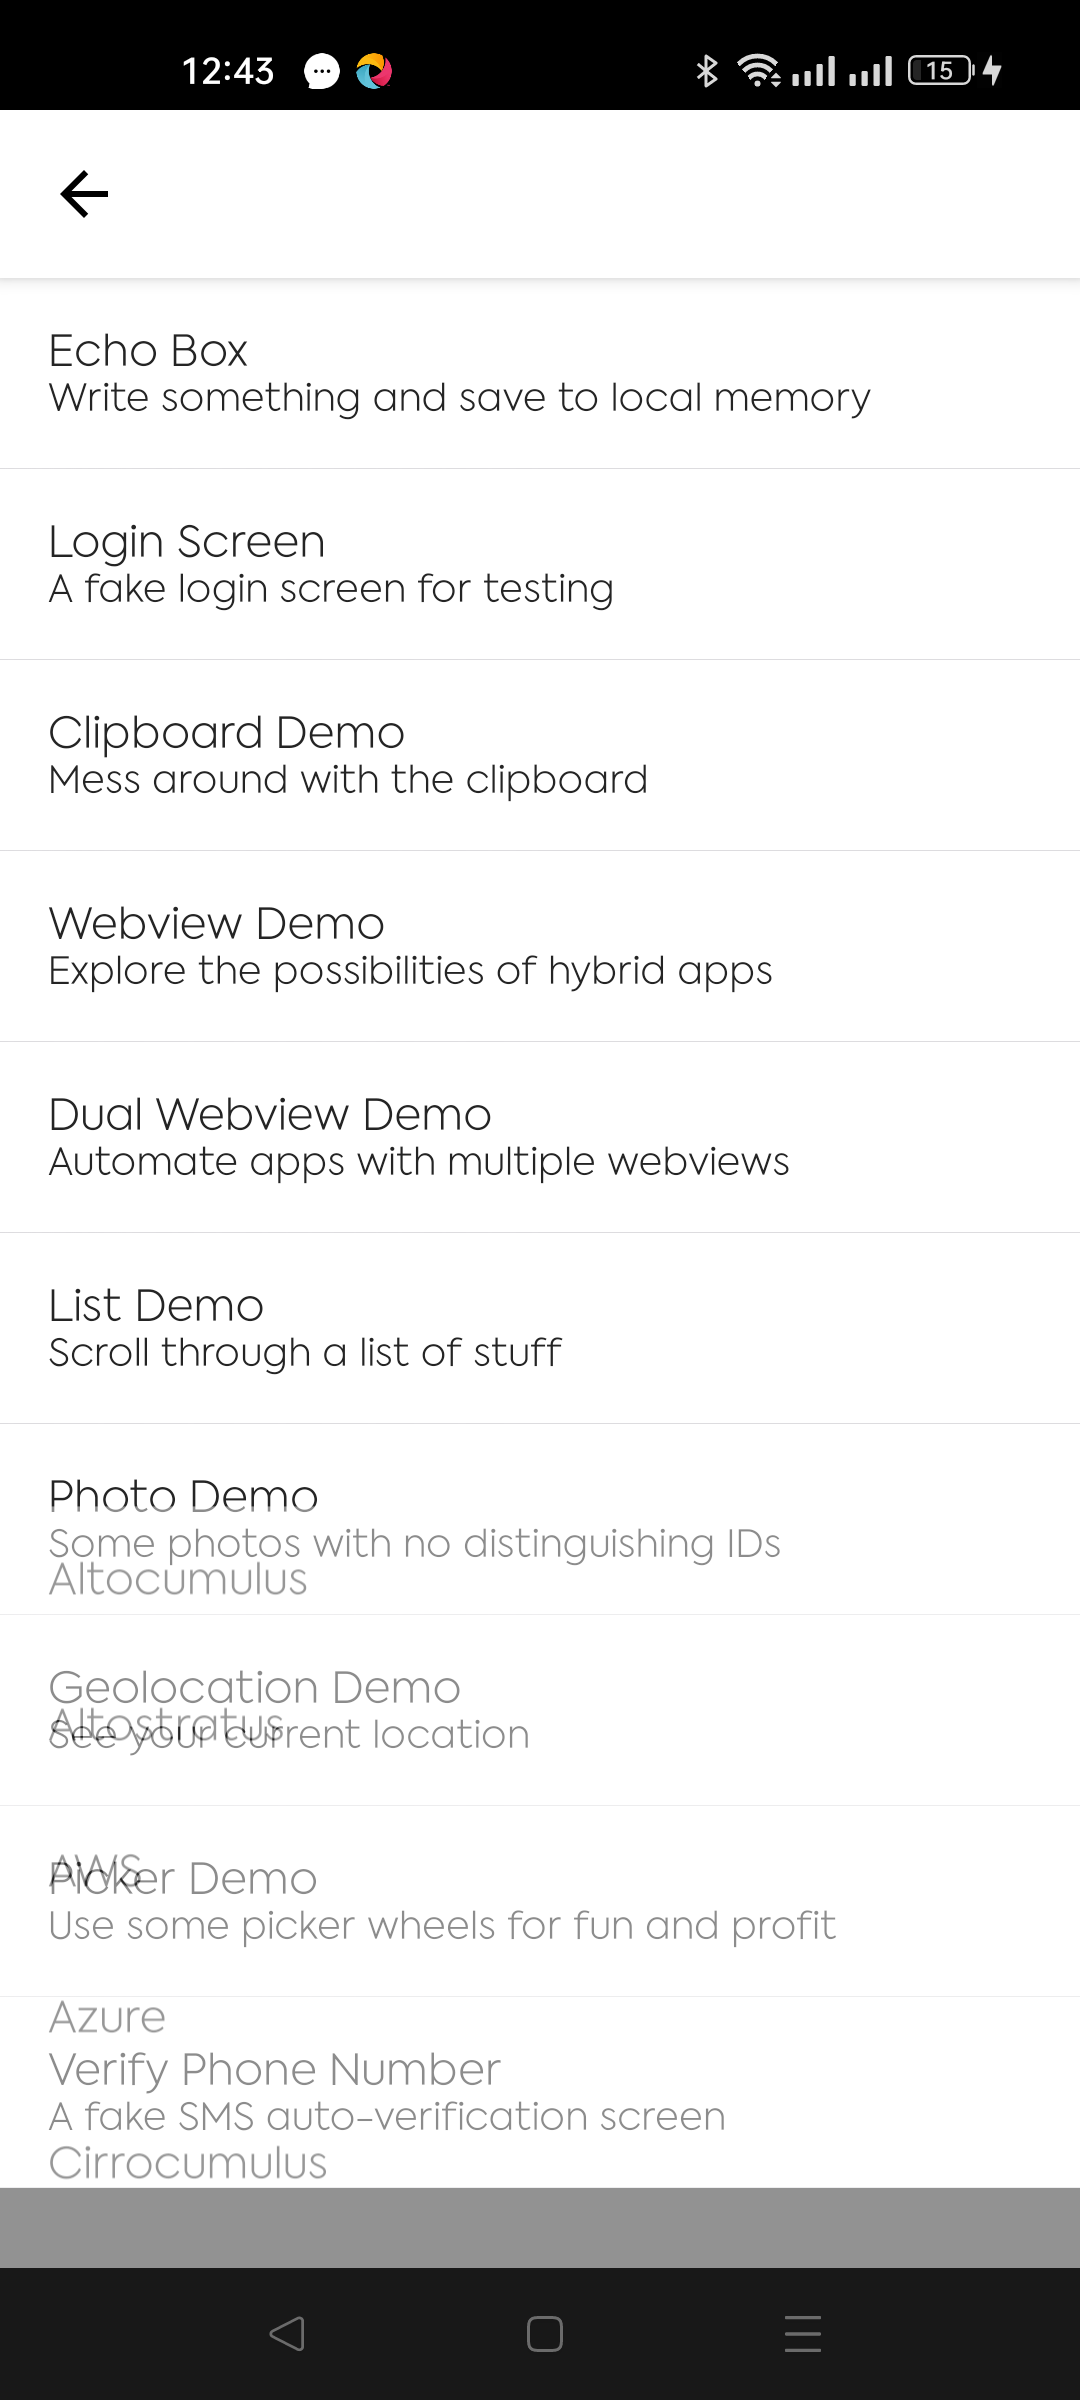 12:43
15
Echo Box
Write something and save to local memory
Login Screen
A fake login screen for testing
Clipboard Demo
Mess around with the clipboard
Webview Demo
Explore the possibilities of hybrid apps
Dual Webview Demo
Automate apps with multiple webviews
List Demo
Scroll through a list of stuff
Photo Demo
Some photos with no distinguishing IDs
Altocumulus
Geolocation Demo
Altostratus
See your current location
AWS
Picker Demo
Use some picker wheels for fun and profit
Azure
Verify Phone Number
A fake SMS auto-verification screen
Cirrocumulus